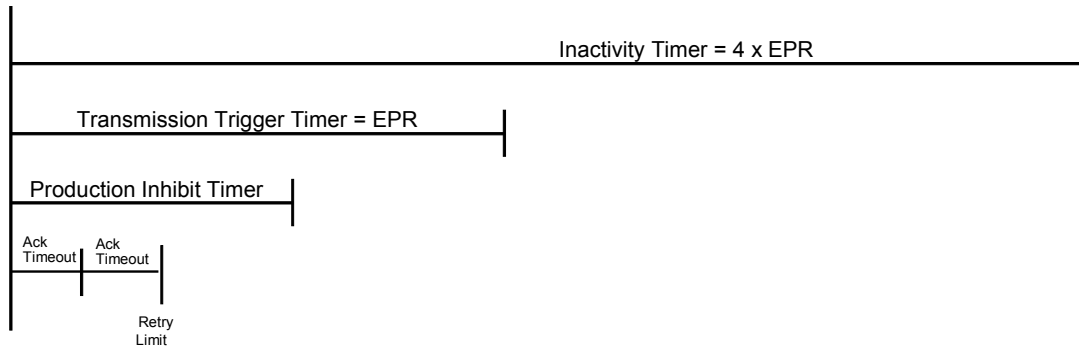 Inactivity Timer = 4 x EPR
Transmission Trigger Timer = EPR
Production Inhibit Timer
Ack
Timeout
Ack
Timeout
Retry
Limit